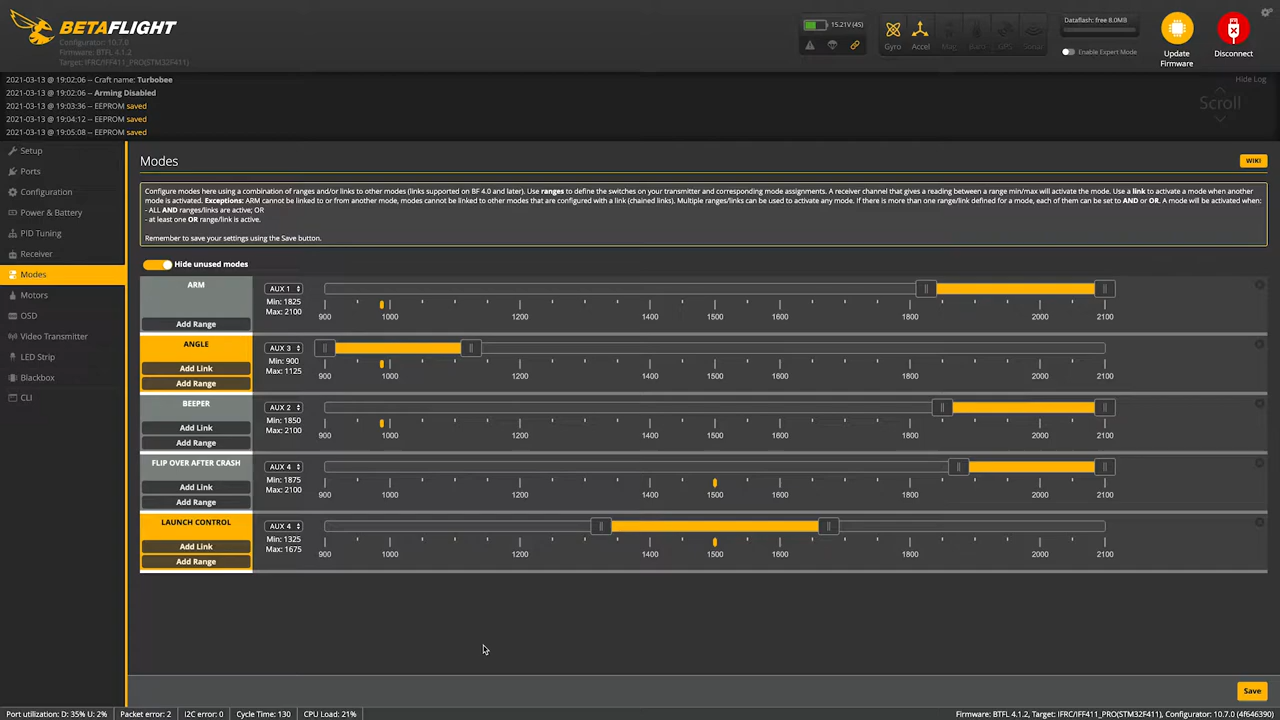 BETAFLIGHT
Configurator: 10.7.0
Firmware: BTFL 4.1.2
Target: IFRC/IFF411_PRO(STM32F411)
15.21V (4S)
Gyro
Accel
Mag
Baro
GPS
Sonar
Dataflash: free 8.0MB
Enable Expert Mode
Update
Firmware
Disconnect
2021-03-13 @ 19:02:06 -- Craft name: Turbobee
2021-03-13 @ 19:02:06 -- Arming Disabled
2021-03-13 @ 19:03:36 -- EEPROM saved
2021-03-13 @ 19:04:12 -- EEPROM saved
2021-03-13 @ 19:05:08 -- EEPROM saved
Hide Log
Scroll
Setup
Ports
Configuration
Power & Battery
PID Tuning
Receiver
Modes
Motors
OSD
Video Transmitter
LED Strip
Blackbox
CLI
Modes
WIKI
Configure modes here using a combination of ranges and/or links to other modes (links supported on BF 4.0 and later). Use ranges to define the switches on your transmitter and corresponding mode assignments. A receiver channel that gives a reading between a range min/max will activate the mode. Use a link to activate a mode when another
mode is activated. Exceptions: ARM cannot be linked to or from another mode, modes cannot be linked to other modes that are configured with a link (chained links). Multiple ranges/links can be used to activate any mode. If there is more than one range/link defined for a mode, each of them can be set to AND or OR. A mode will be activated when:
- ALL AND ranges/links are active; OR
- at least one OR range/link is active.
Remember to save your settings using the Save button.
Hide unused modes
ARM
Add Range
AUX 1
Min: 1825
Max: 2100
900 1000 1200 1400 1500 1600 1800 2000 2100
ANGLE
Add Link
Add Range
AUX 3
Min: 900
Max: 1125
900 1000 1200 1400 1500 1600 1800 2000 2100
BEEPER
Add Link
Add Range
AUX 2
Min: 1850
Max: 2100
900 1000 1200 1400 1500 1600 1800 2000 2100
FLIP OVER AFTER CRASH
Add Link
Add Range
AUX 4
Min: 1875
Max: 2100
900 1000 1200 1400 1500 1600 1800 2000 2100
LAUNCH CONTROL
Add Link
Add Range
AUX 4
Min: 1325
Max: 1675
900 1000 1200 1400 1500 1600 1800 2000 2100
Save
Port utilization: D: 35% U: 2% Packet error: 2 I2C error: 0 Cycle Time: 130 CPU Load: 21% Firmware: BTFL 4.1.2, Target: IFRC/IFF411_PRO(STM32F411), Configurator: 10.7.0 (4f646390)